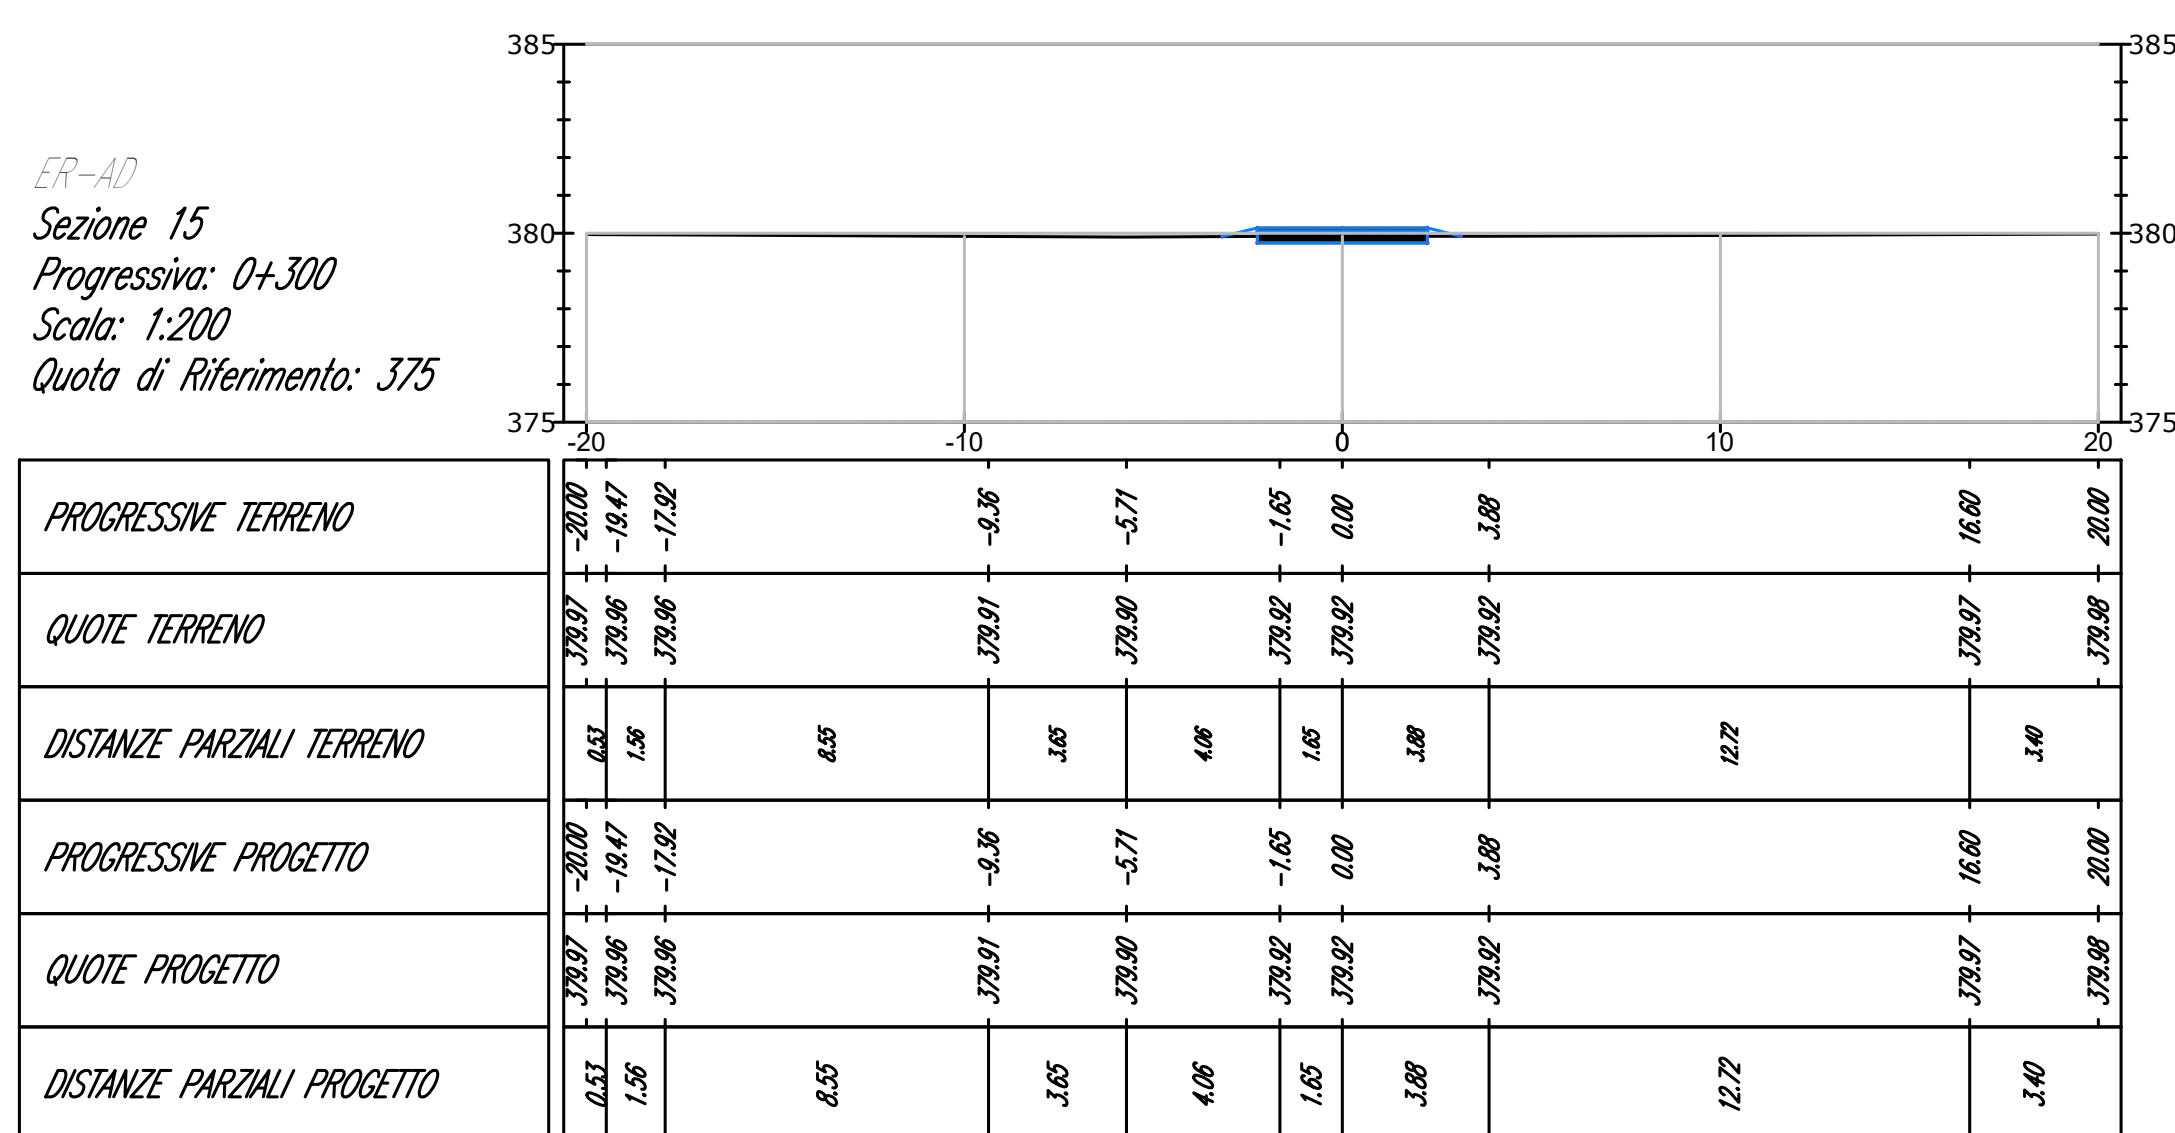 385 385
ER-AD
Sezione 15
380 380
Progressiva: 0+300
Scala: 1:200
Quota di Riferimento: 375
375 375
-20 -10 0 10 20
PROGRESSIVE TERRENO -20.00 -19.47 -17.92 -9.36 -5.71 -1.65 0.00 3.88 16.60 20.00
QUOTE TERRENO 379.97 379.96 379.96 379.91 379.90 379.92 379.92 379.92 379.97 379.98
DISTANZE PARZIALI TERRENO 0.53 1.56 8.55 3.65 4.06 1.65 3.88 12.72 3.40
PROGRESSIVE PROGETTO -20.00 -19.47 -17.92 -9.36 -5.71 -1.65 0.00 3.88 16.60 20.00
QUOTE PROGETTO 379.97 379.96 379.96 379.91 379.90 379.92 379.92 379.92 379.97 379.98
DISTANZE PARZIALI PROGETTO 0.53 1.56 8.55 3.65 4.06 1.65 3.88 12.72 3.40